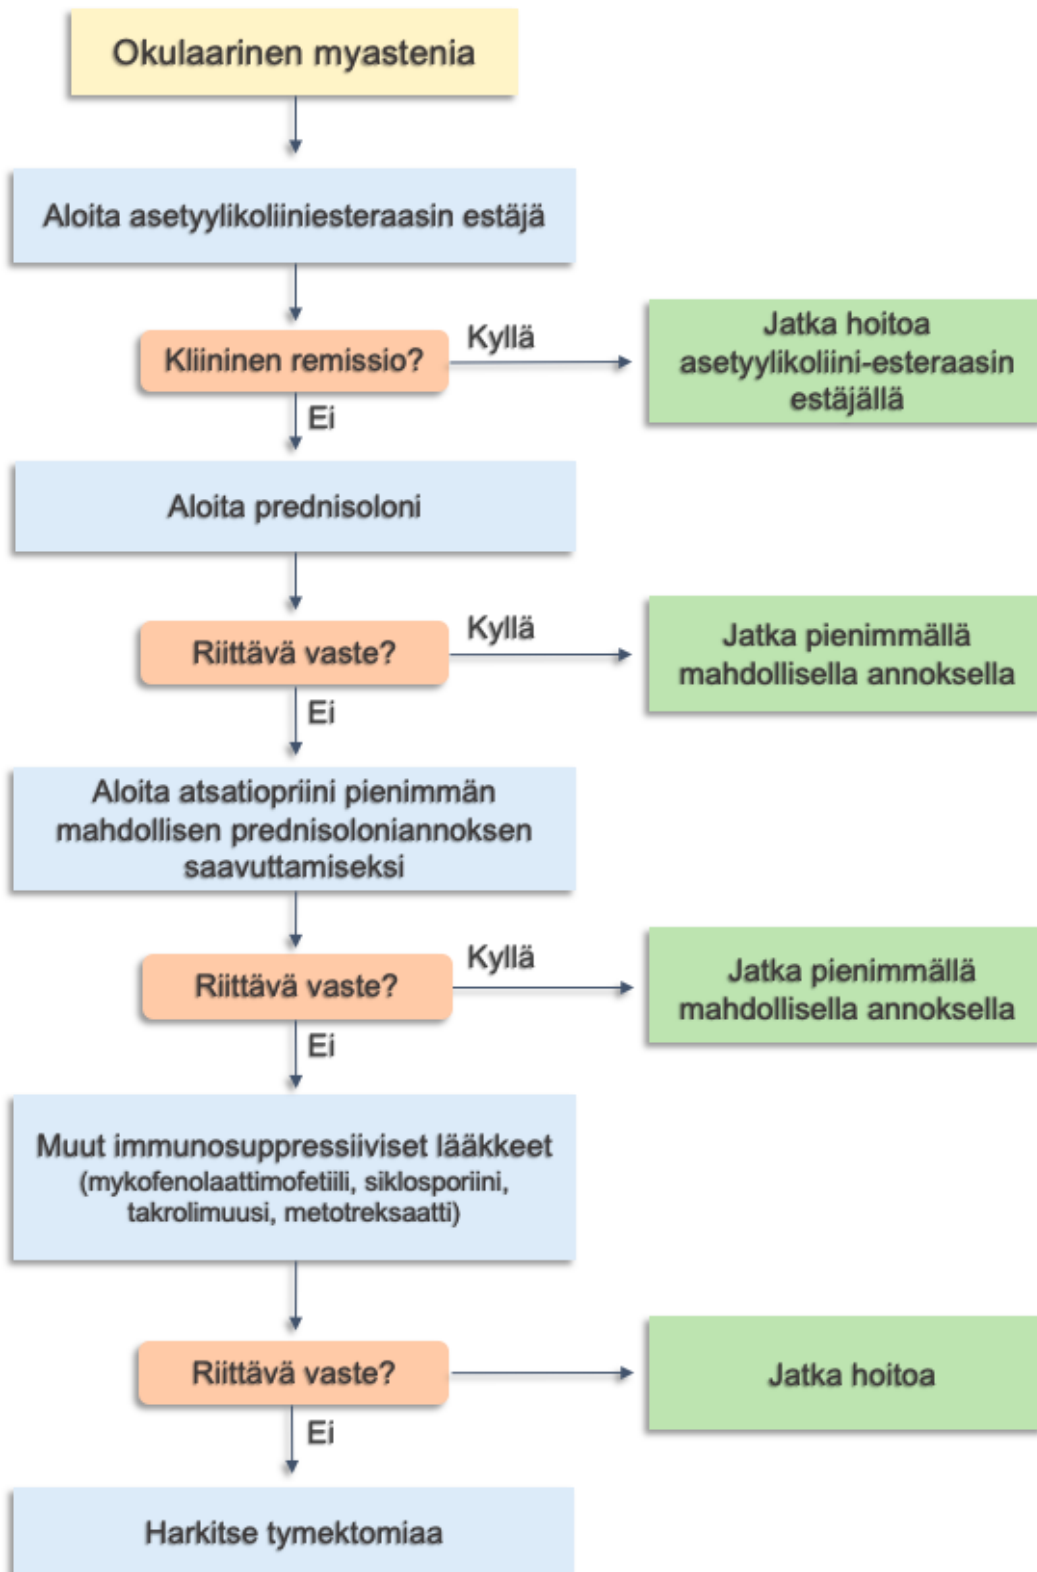 Okulaarinen myastenia
Aloita asetyylikoliiniesteraasin estäjä
Kliininen remissio?
Kyllä
Jatka hoitoa
asetyylikoliini-esteraasin
estäjällä
Ei
Aloita prednisoloni
Riittävä vaste?
Kyllä
Jatka pienimmällä
mahdollisella annoksella
Ei
Aloita atsatiopriini pienimmän
mahdollisen prednisoloniannoksen
saavuttamiseksi
Riittävä vaste?
Kyllä
Jatka pienimmällä
mahdollisella annoksella
Ei
Muut immunosuppressiiviset lääkkeet
(mykofenolaattimofetiili, siklosporiini,
takrolimuusi, metotreksaatti)
Riittävä vaste?
Jatka hoitoa
Ei
Harkitse tymektomiaa